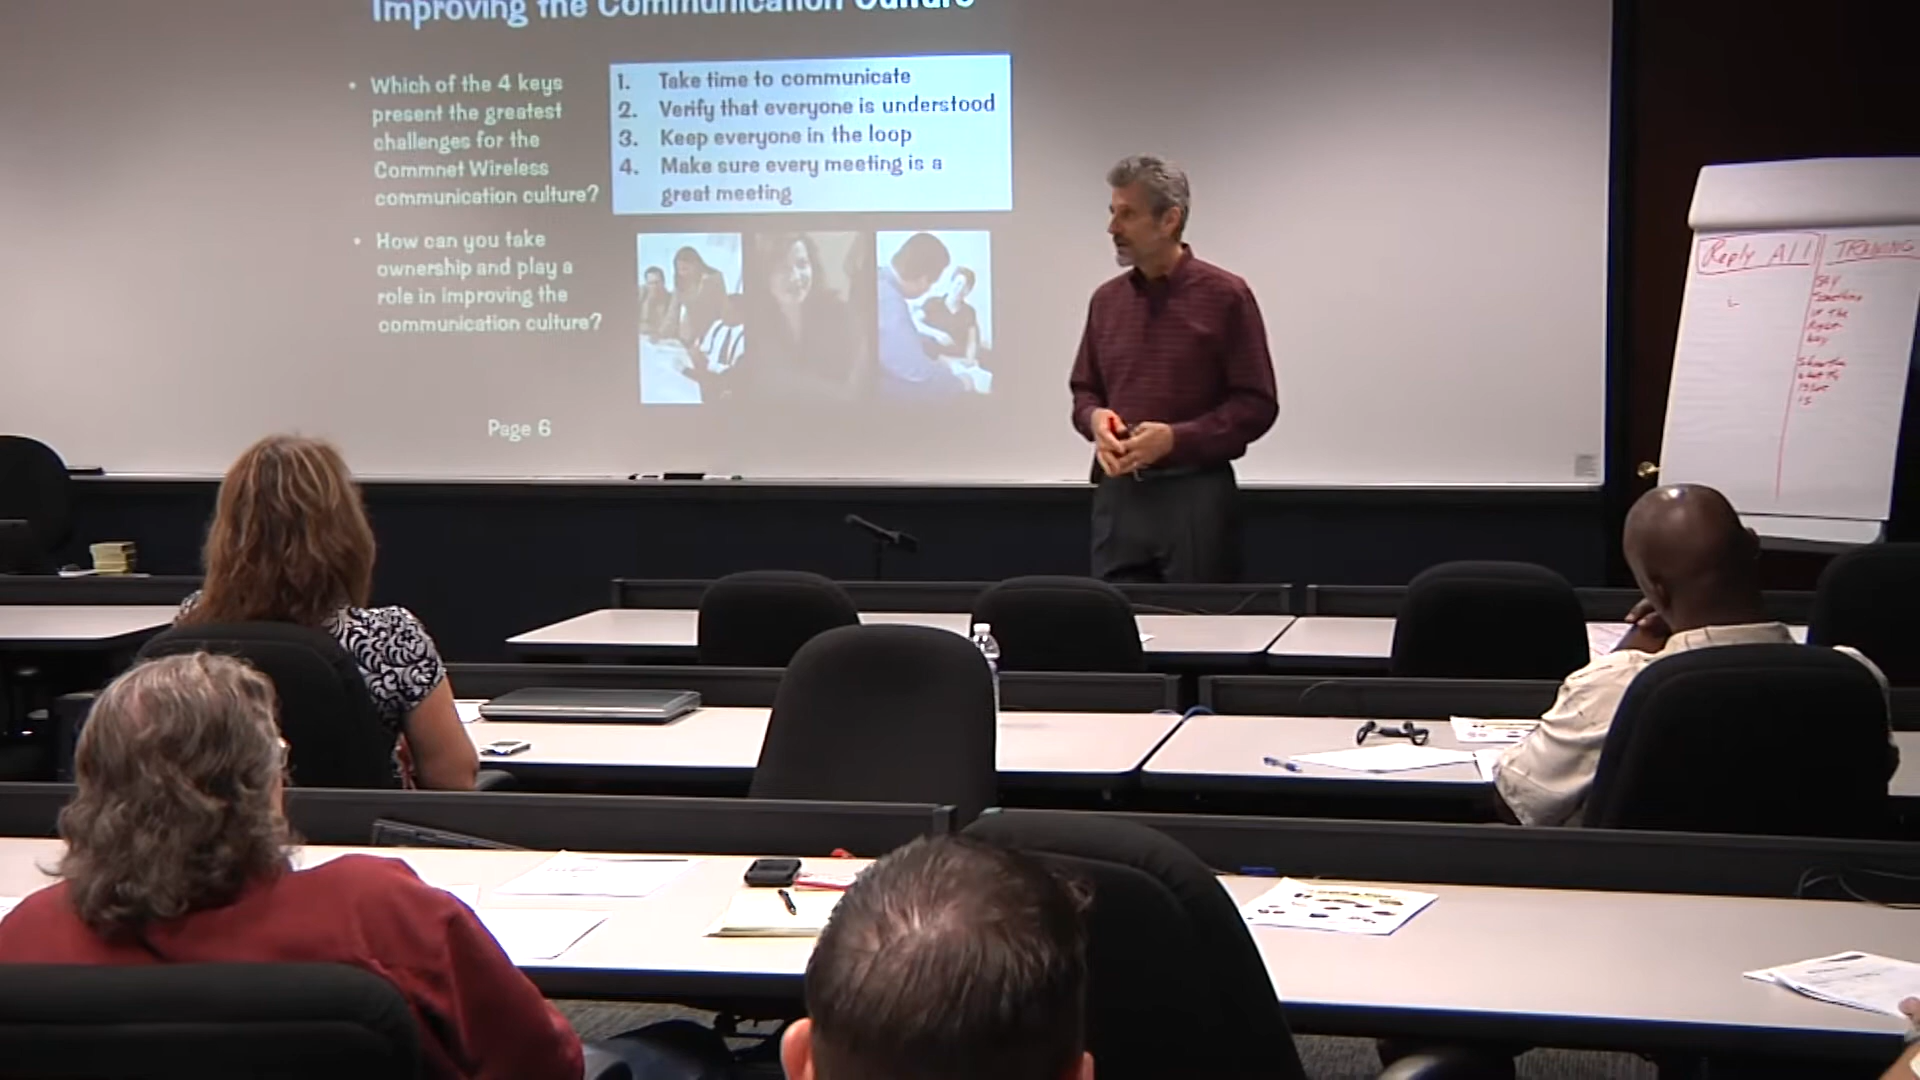 Improving the Communication Culture
• Which of the 4 keys
present the greatest
challenges for the
Commnet Wireless
communication culture?
• How can you take
ownership and play a
role in improving the
communication culture?
1. Take time to communicate
2. Verify that everyone is understood
3. Keep everyone in the loop
4. Make sure every meeting is a
great meeting
Page 6
Reply All
TRAINING
SAY
Something